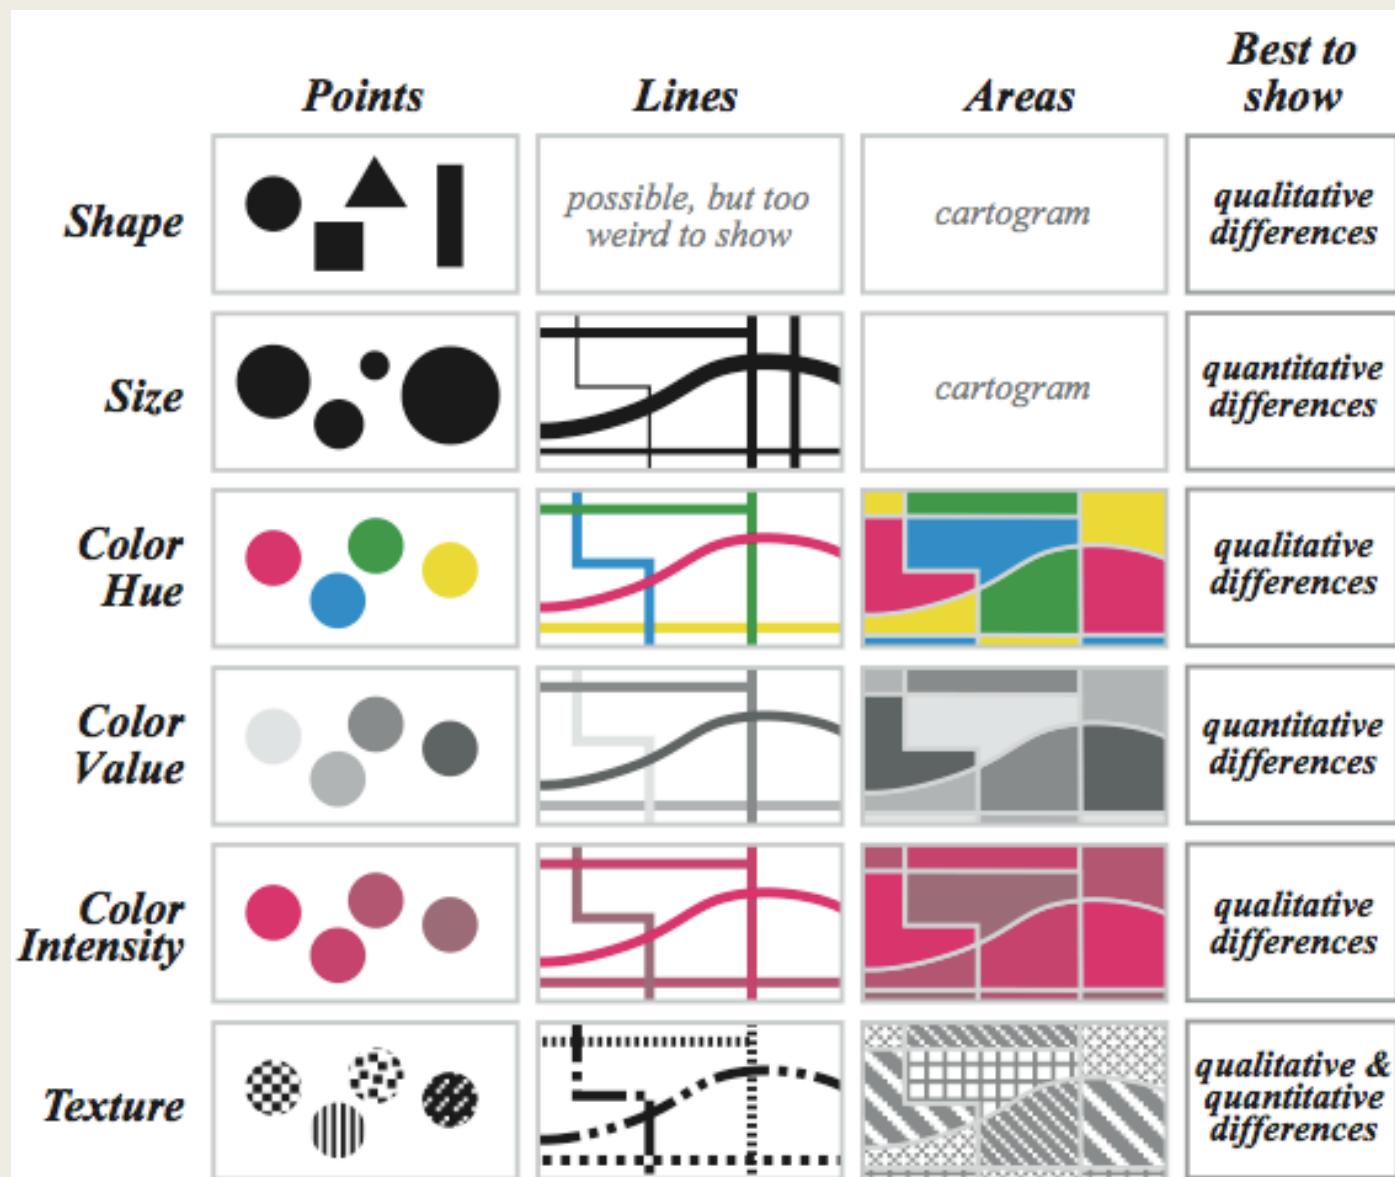 Points
Lines
Areas
Best to
show
Shape
possible, but too
weird to show
cartogram
qualitative
differences
Size
cartogram
quantitative
differences
Color
Hue
qualitative
differences
Color
Value
quantitative
differences
Color
Intensity
qualitative
differences
Texture
qualitative &
quantitative
differences